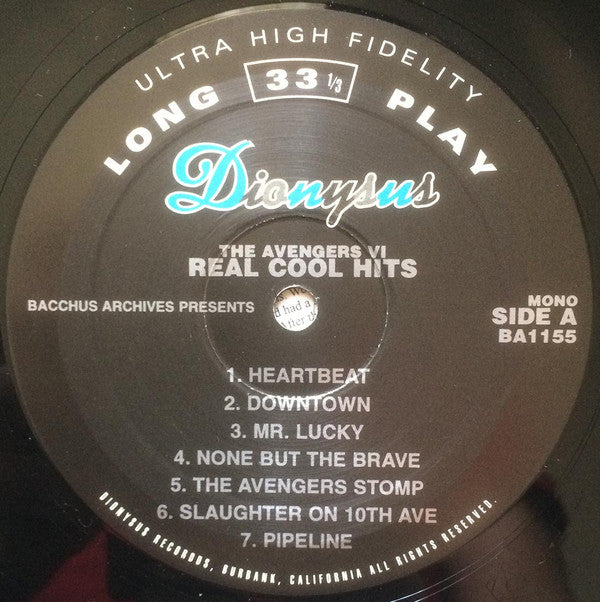 ULTRA HIGH FIDELITY
LONG 33 1/3 PLAY
Dionysus
THE AVENGERS VI
REAL COOL HITS
BACCHUS ARCHIVES PRESENTS
MONO
SIDE A
BA1155
1. HEARTBEAT
2. DOWNTOWN
3. MR. LUCKY
4. NONE BUT THE BRAVE
5. THE AVENGERS STOMP
6. SLAUGHTER ON 10TH AVE
7. PIPELINE
DIONYSUS RECORDS, BURBANK, CALIFORNIA ALL RIGHTS RESERVED.
had a